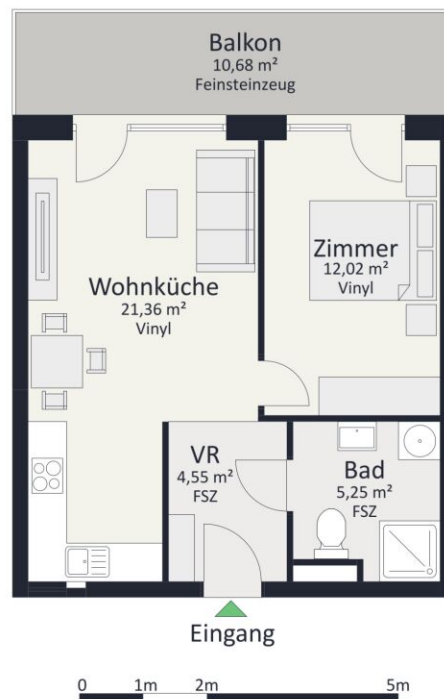 Balkon
10,68 m²
Feinsteinzeug
Zimmer
12,02 m²
Vinyl
Wohnküche
21,36 m²
Vinyl
VR
4,55 m²
FSZ
Bad
5,25 m²
FSZ
Eingang
0 1m 2m 5m